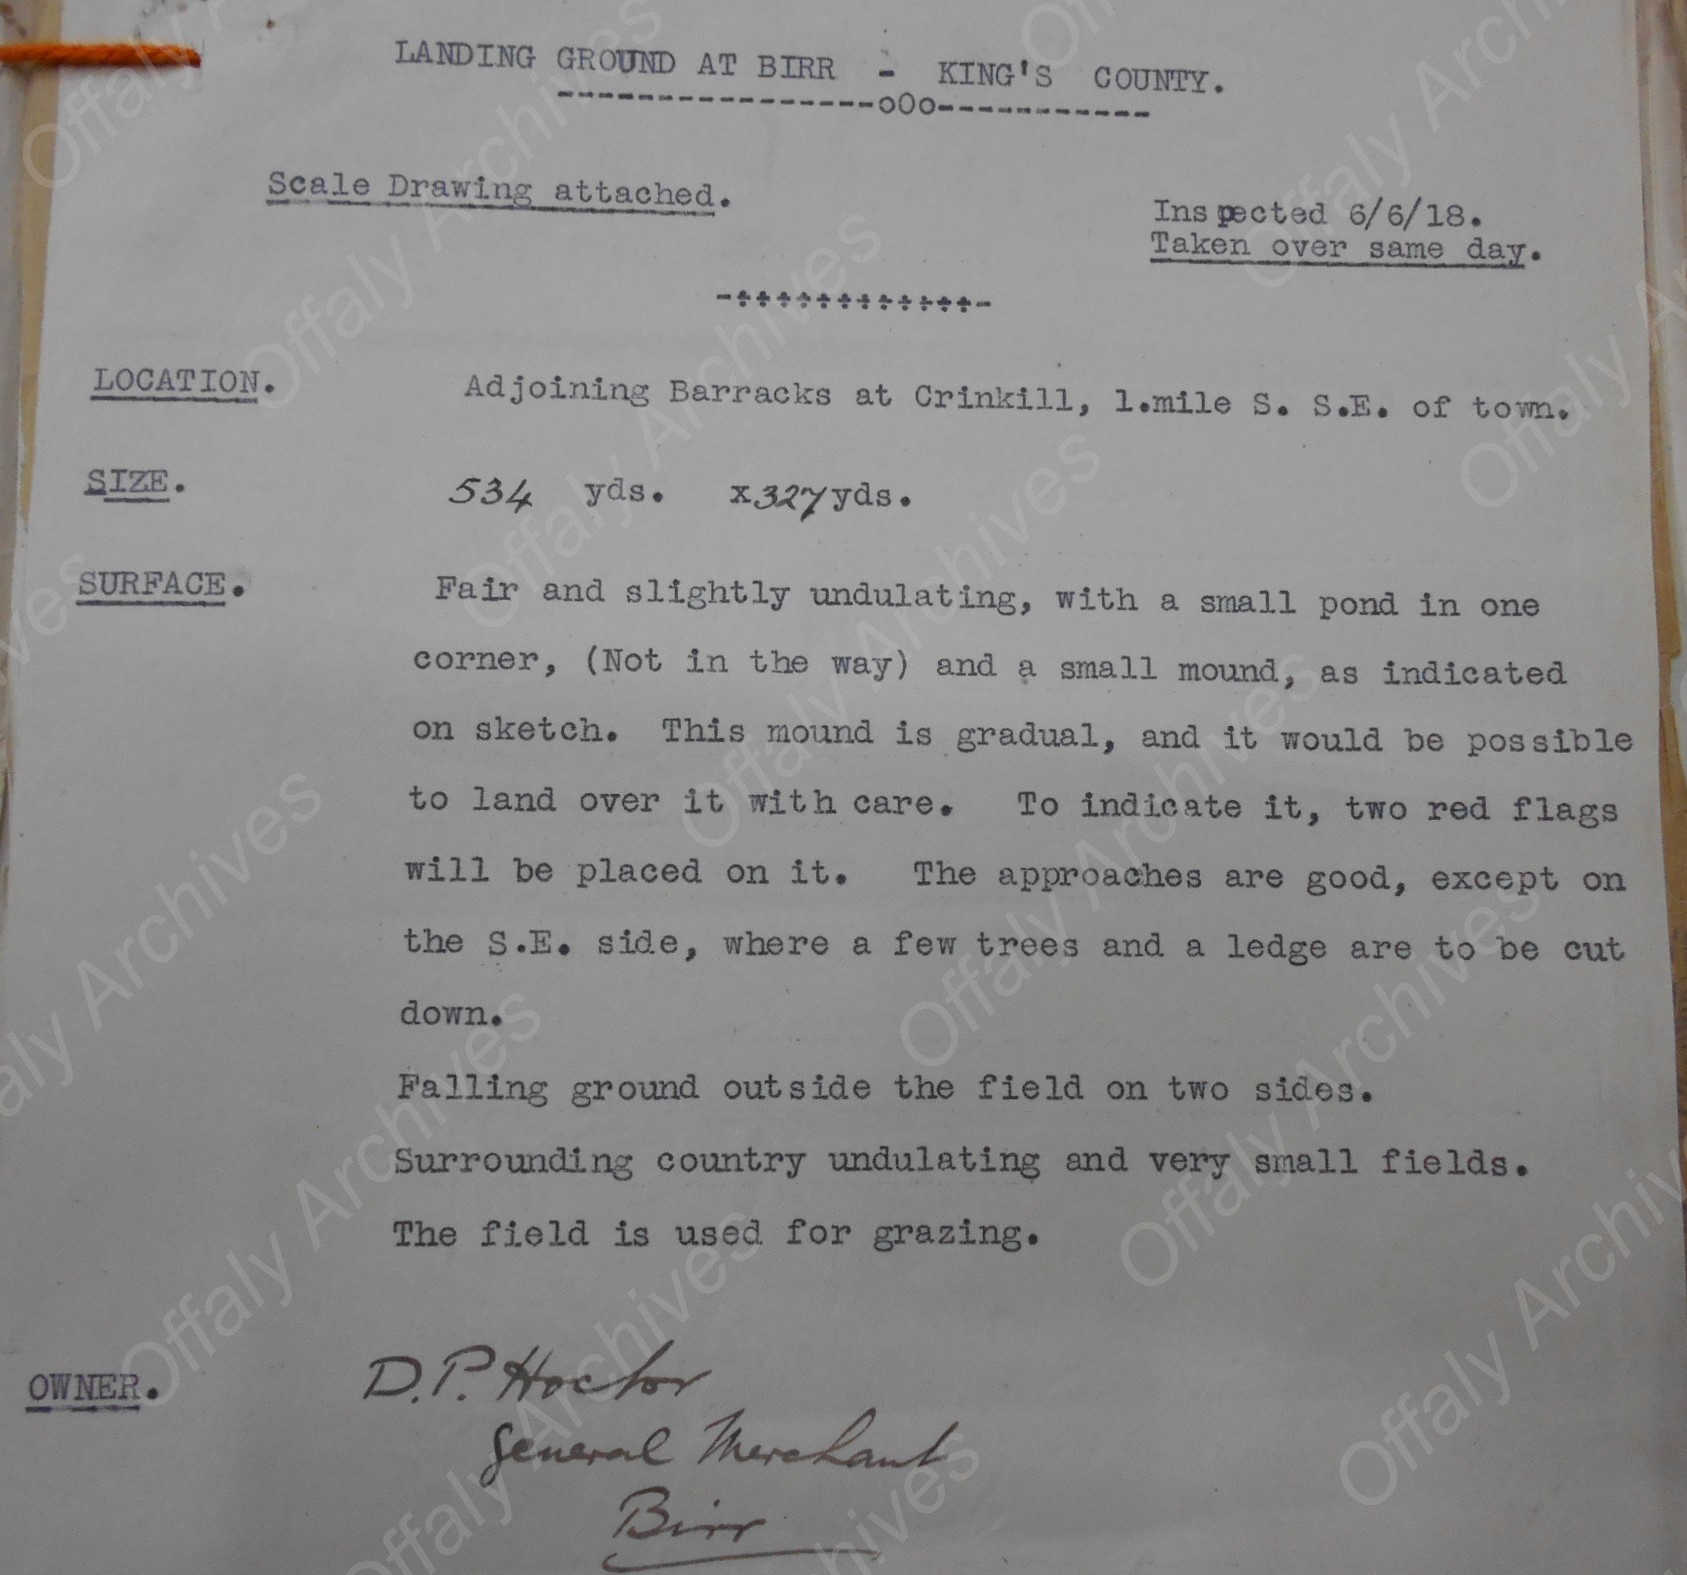 LANDING GROUND AT BIRR - KING'S COUNTY.
-----------------oOo------------
Scale Drawing attached.
Inspected 6/6/18.
Taken over same day.
-÷÷÷÷÷÷÷÷÷÷÷÷-
LOCATION. Adjoining Barracks at Crinkill, 1.mile S. S.E. of town.
SIZE. 534 yds. x 327 yds.
SURFACE. Fair and slightly undulating, with a small pond in one
corner, (Not in the way) and a small mound, as indicated
on sketch. This mound is gradual, and it would be possible
to land over it with care. To indicate it, two red flags
will be placed on it. The approaches are good, except on
the S.E. side, where a few trees and a ledge are to be cut
down.
Falling ground outside the field on two sides.
Surrounding country undulating and very small fields.
The field is used for grazing.
OWNER. D.P. Hoctor
General Merchant
Birr
Offaly Archives